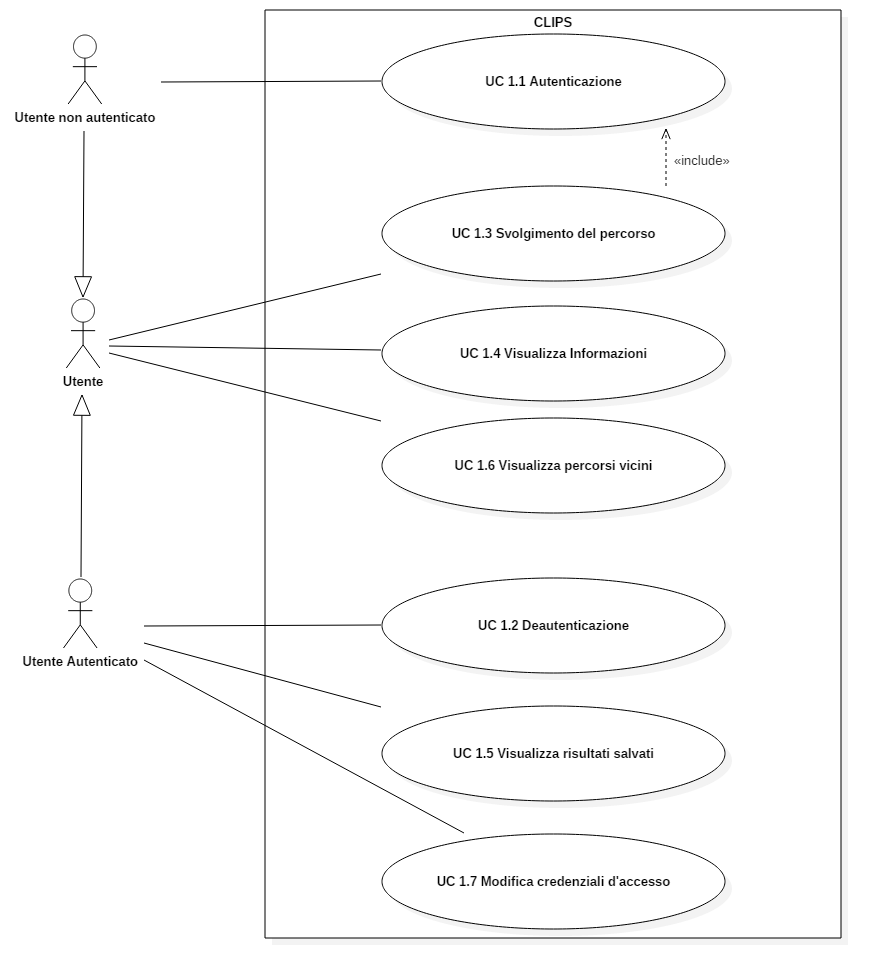 CLIPS
UC 1.1 Autenticazione
Utente non autenticato
«include»
UC 1.3 Svolgimento del percorso
UC 1.4 Visualizza Informazioni
Utente
UC 1.6 Visualizza percorsi vicini
UC 1.2 Deautenticazione
Utente Autenticato
UC 1.5 Visualizza risultati salvati
UC 1.7 Modifica credenziali d'accesso